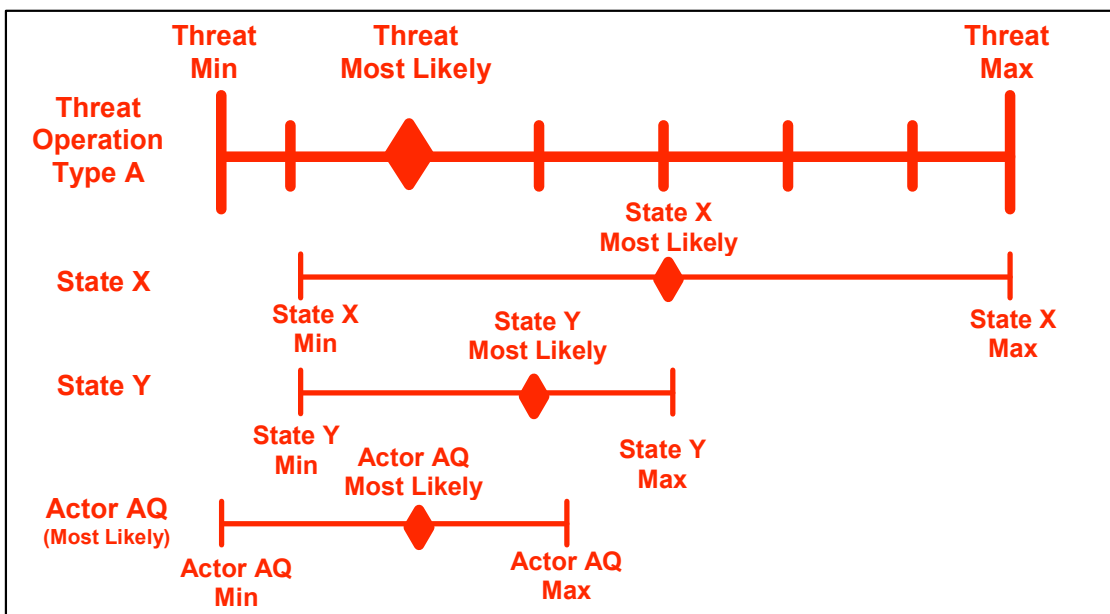 Threat
Min
Threat
Most Likely
Threat
Max
Threat
Operation
Type A
State X
Most Likely
State X
State X
Min
State X
Max
State Y
Most Likely
State Y
State Y
Min
State Y
Max
Actor AQ
Most Likely
Actor AQ
(Most Likely)
Actor AQ
Min
Actor AQ
Max